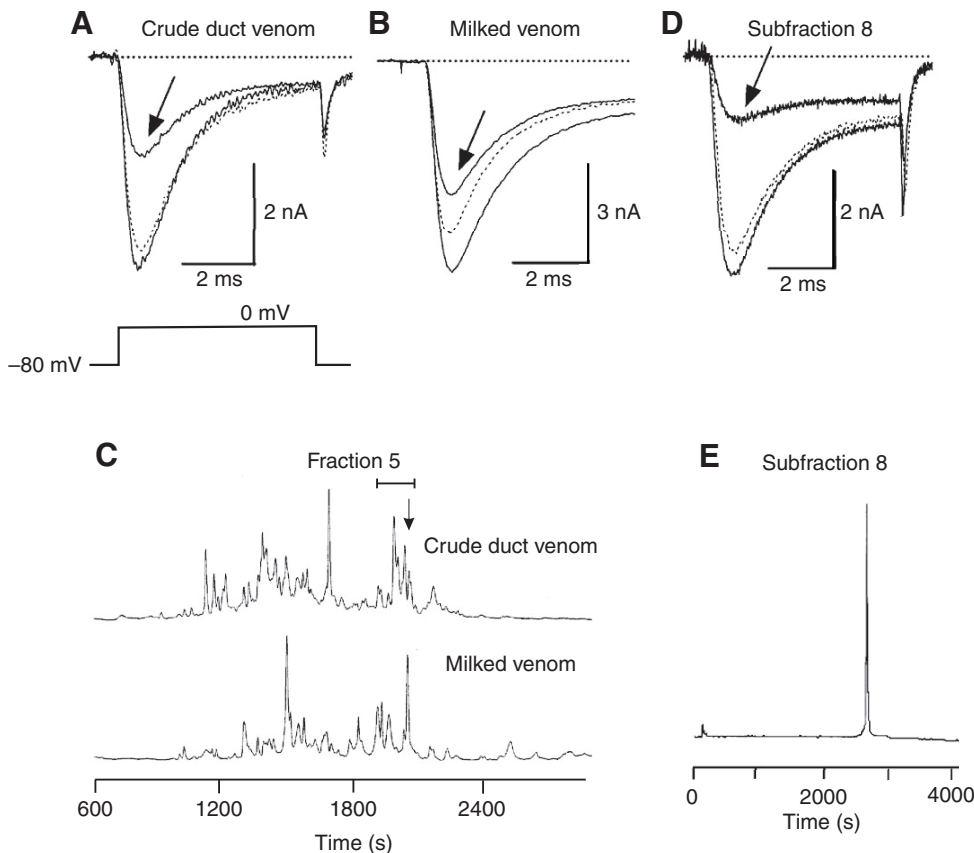 A
Crude duct venom
2 nA
2 ms
0 mV
–80 mV
B
Milked venom
3 nA
2 ms
D
Subfraction 8
2 nA
2 ms
C
Fraction 5
Crude duct venom
Milked venom
600 1200 1800 2400
Time (s)
E
Subfraction 8
0 2000 4000
Time (s)